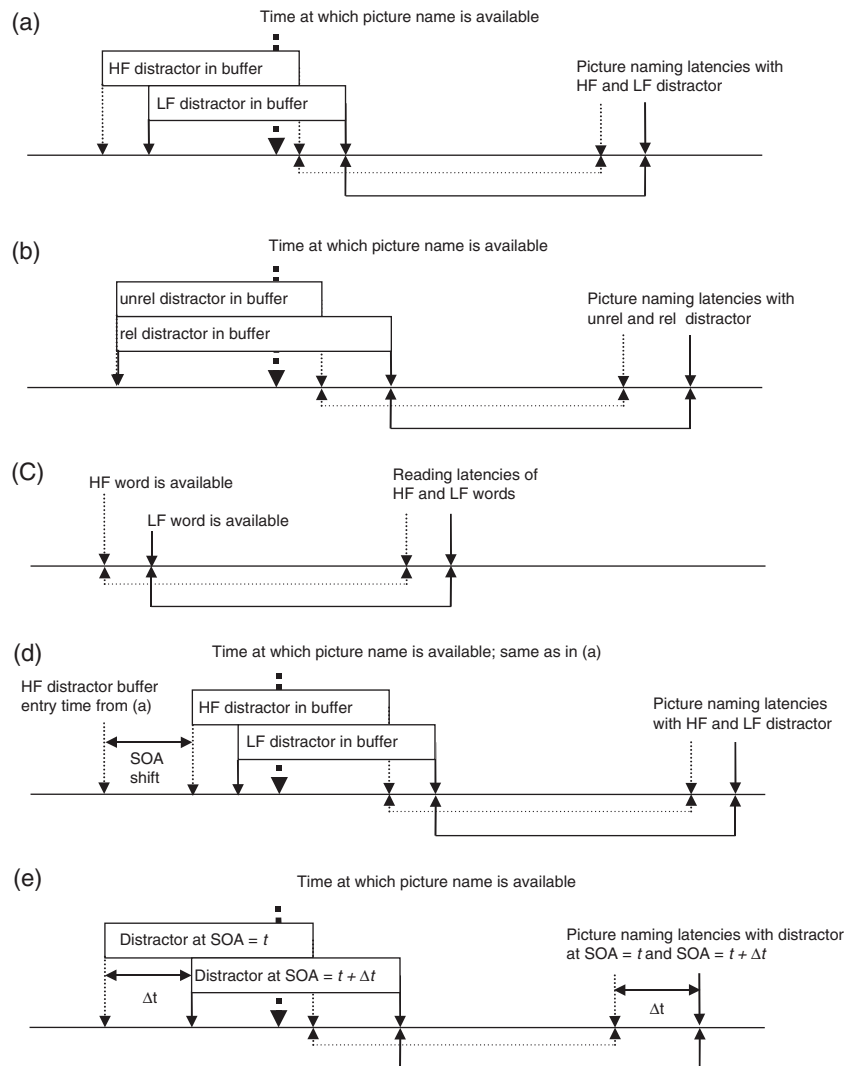 (a)
Time at which picture name is available
HF distractor in buffer
LF distractor in buffer
Picture naming latencies with
HF and LF distractor
(b)
Time at which picture name is available
unrel distractor in buffer
rel distractor in buffer
Picture naming latencies with
unrel and rel distractor
(C)
HF word is available
LF word is available
Reading latencies of
HF and LF words
(d)
Time at which picture name is available; same as in (a)
HF distractor buffer
entry time from (a)
SOA
shift
HF distractor in buffer
LF distractor in buffer
Picture naming latencies
with HF and LF distractor
(e)
Time at which picture name is available
Distractor at SOA = t
Distractor at SOA = t + Δt
Δt
Picture naming latencies with distractor
at SOA = t and SOA = t + Δt
Δt